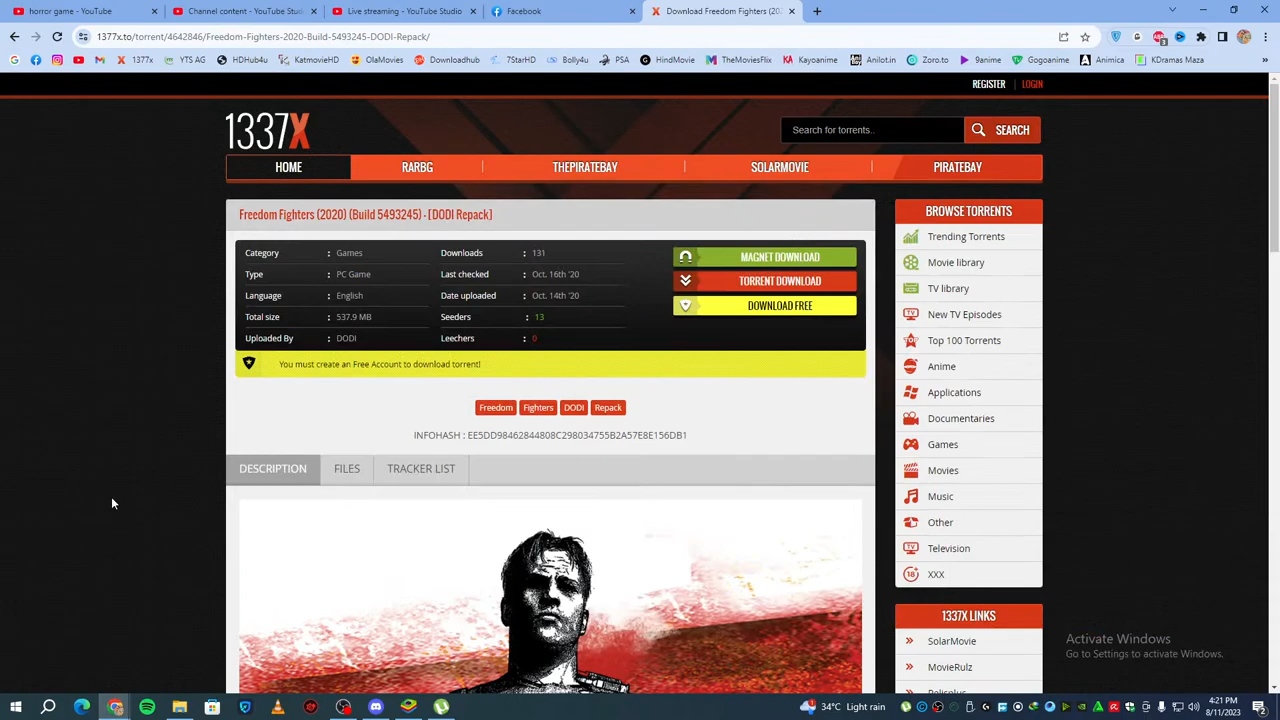 horror game - YouTube
Channel content - YouTube Studio
Live streaming - YouTube Studio
Facebook
Download Freedom Fighters (202
1377x.to/torrent/4642846/Freedom-Fighters-2020-Build-5493245-DODI-Repack/
1377X
YTS AG
HDHub4u
KatmovieHD
OlaMovies
Downloadhub
7StarHD
Bolly4u
PSA
HindMovie
TheMoviesFlix
Kayoanime
Anilot.in
Zoro.to
9anime
Gogoanime
Animica
KDramas Maza
REGISTER | LOGIN
1337X
Search for torrents..
SEARCH
HOME
RARBG
THEPIRATEBAY
SOLARMOVIE
PIRATEBAY
Freedom Fighters (2020) (Build 5493245) - [DODI Repack]
Category : Games
Type : PC Game
Language : English
Total size : 537.9 MB
Uploaded By : DODI
Downloads : 131
Last checked : Oct. 16th '20
Date uploaded : Oct. 14th '20
Seeders : 13
Leechers : 0
MAGNET DOWNLOAD
TORRENT DOWNLOAD
DOWNLOAD FREE
You must create an Free Account to download torrent!
Freedom Fighters DODI Repack
INFOHASH : EE5DD98462844808C298034755B2A57E8E156DB1
DESCRIPTION
FILES
TRACKER LIST
BROWSE TORRENTS
Trending Torrents
Movie library
TV library
New TV Episodes
Top 100 Torrents
Anime
Applications
Documentaries
Games
Movies
Music
Other
Television
XXX
1337X LINKS
SolarMovie
MovieRulz
Activate Windows
Go to Settings to activate Windows.
34°C Light rain
4:21 PM
8/11/2023